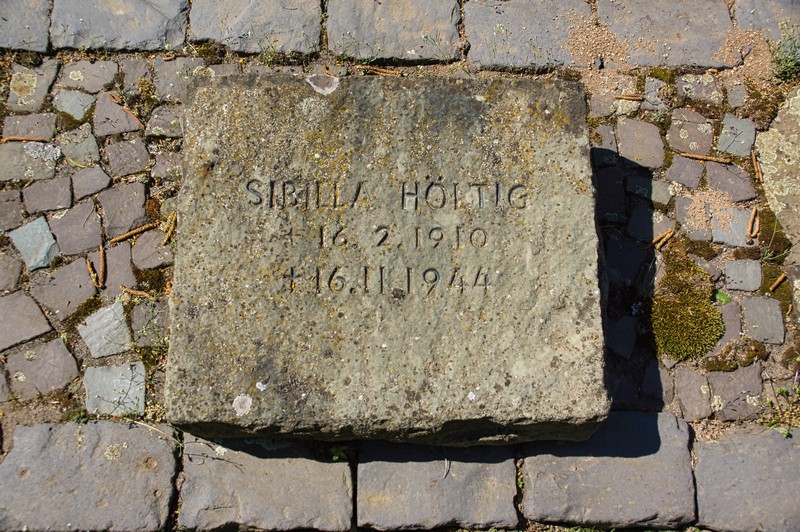 SIBILLA HÖLTIG
* 16. 2. 1910
+ 16. 11. 1944